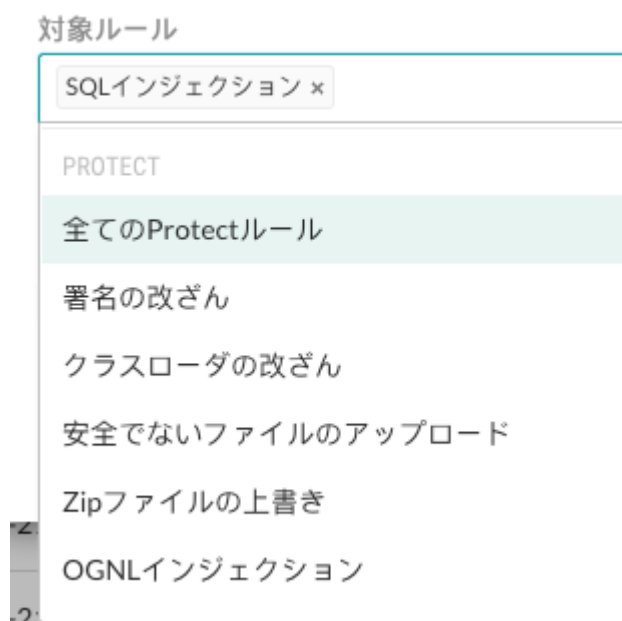 対象ルール
SQLインジェクション ×
PROTECT
全てのProtectルール
署名の改ざん
クラスローダの改ざん
安全でないファイルのアップロード
Zipファイルの上書き
OGNLインジェクション